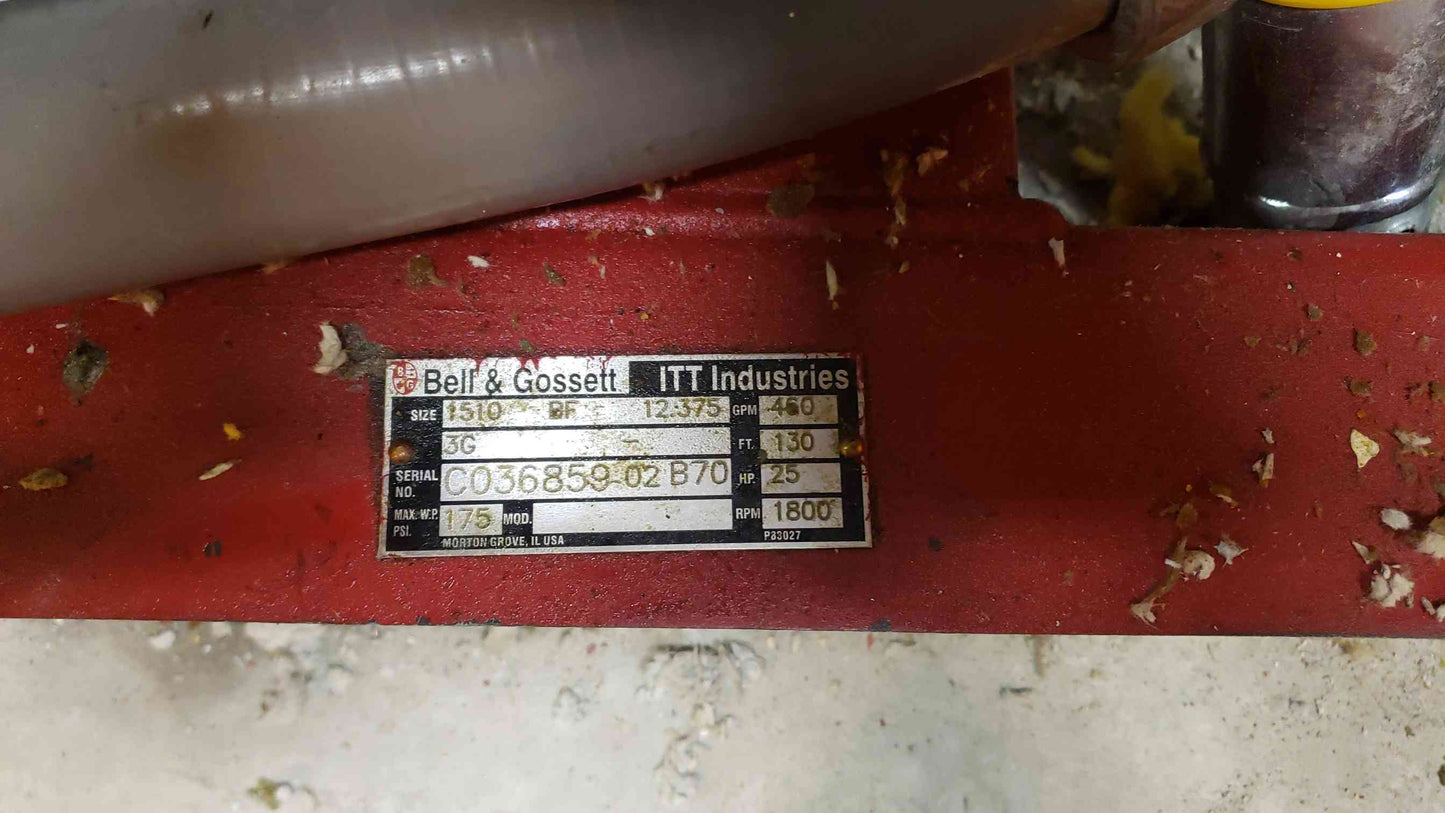 B G Bell & Gossett ITT Industries
SIZE 1510 BF 12.375 GPM 460
3G - FT. 130
SERIAL NO. C036859-02 B70 HP. 25
MAX. W.P. PSI. 175 MOD. RPM 1800
MORTON GROVE, IL USA P83027